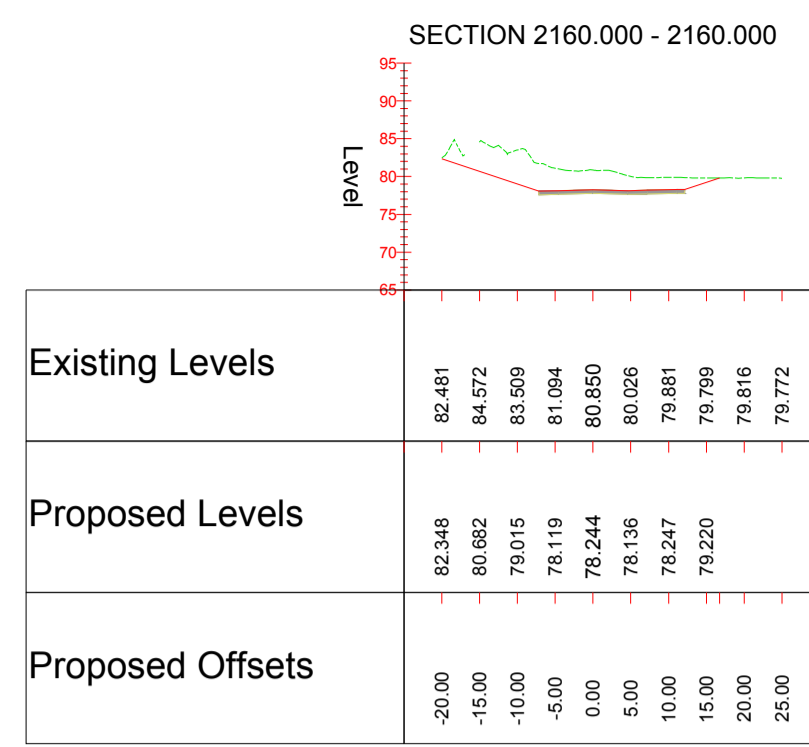 SECTION 2160.000 - 2160.000
95
90
85
80
75
70
65
Level
Existing Levels
82.481 84.572 83.509 81.094 80.850 80.026 79.881 79.799 79.816 79.772
Proposed Levels
82.348 80.682 79.015 78.119 78.244 78.136 78.247 79.220
Proposed Offsets
-20.00 -15.00 -10.00 -5.00 0.00 5.00 10.00 15.00 20.00 25.00